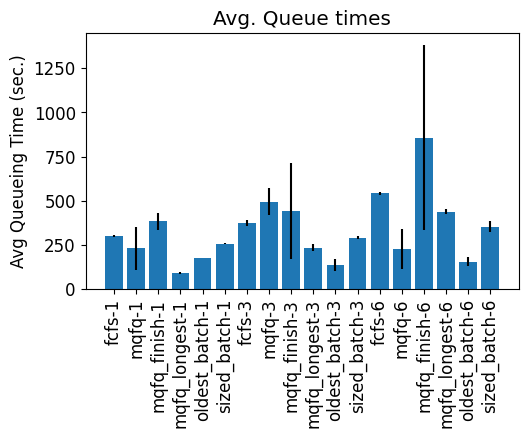 Avg. Queue times
Avg Queueing Time (sec.)
1250
1000
750
500
250
0
fcfs-1
mqfq-1
mqfq_finish-1
mqfq_longest-1
oldest_batch-1
sized_batch-1
fcfs-3
mqfq-3
mqfq_finish-3
mqfq_longest-3
oldest_batch-3
sized_batch-3
fcfs-6
mqfq-6
mqfq_finish-6
mqfq_longest-6
oldest_batch-6
sized_batch-6